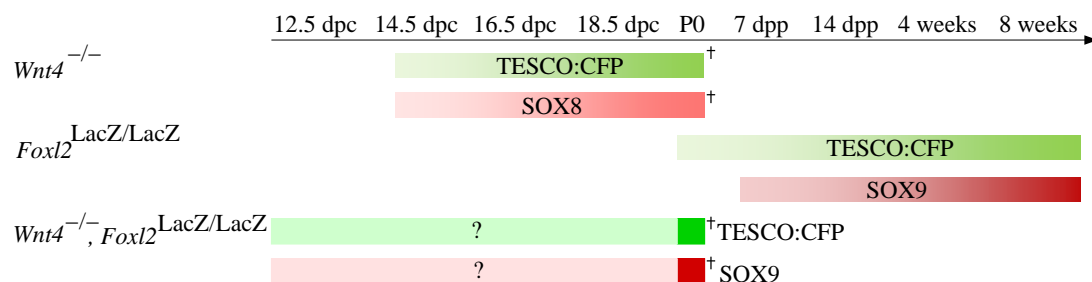 12.5 dpc 14.5 dpc 16.5 dpc 18.5 dpc P0 7 dpp 14 dpp 4 weeks 8 weeks
Wnt4−/− TESCO:CFP †
SOX8 †
Foxl2LacZ/LacZ TESCO:CFP
SOX9
Wnt4−/−, Foxl2LacZ/LacZ ? † TESCO:CFP
? † SOX9